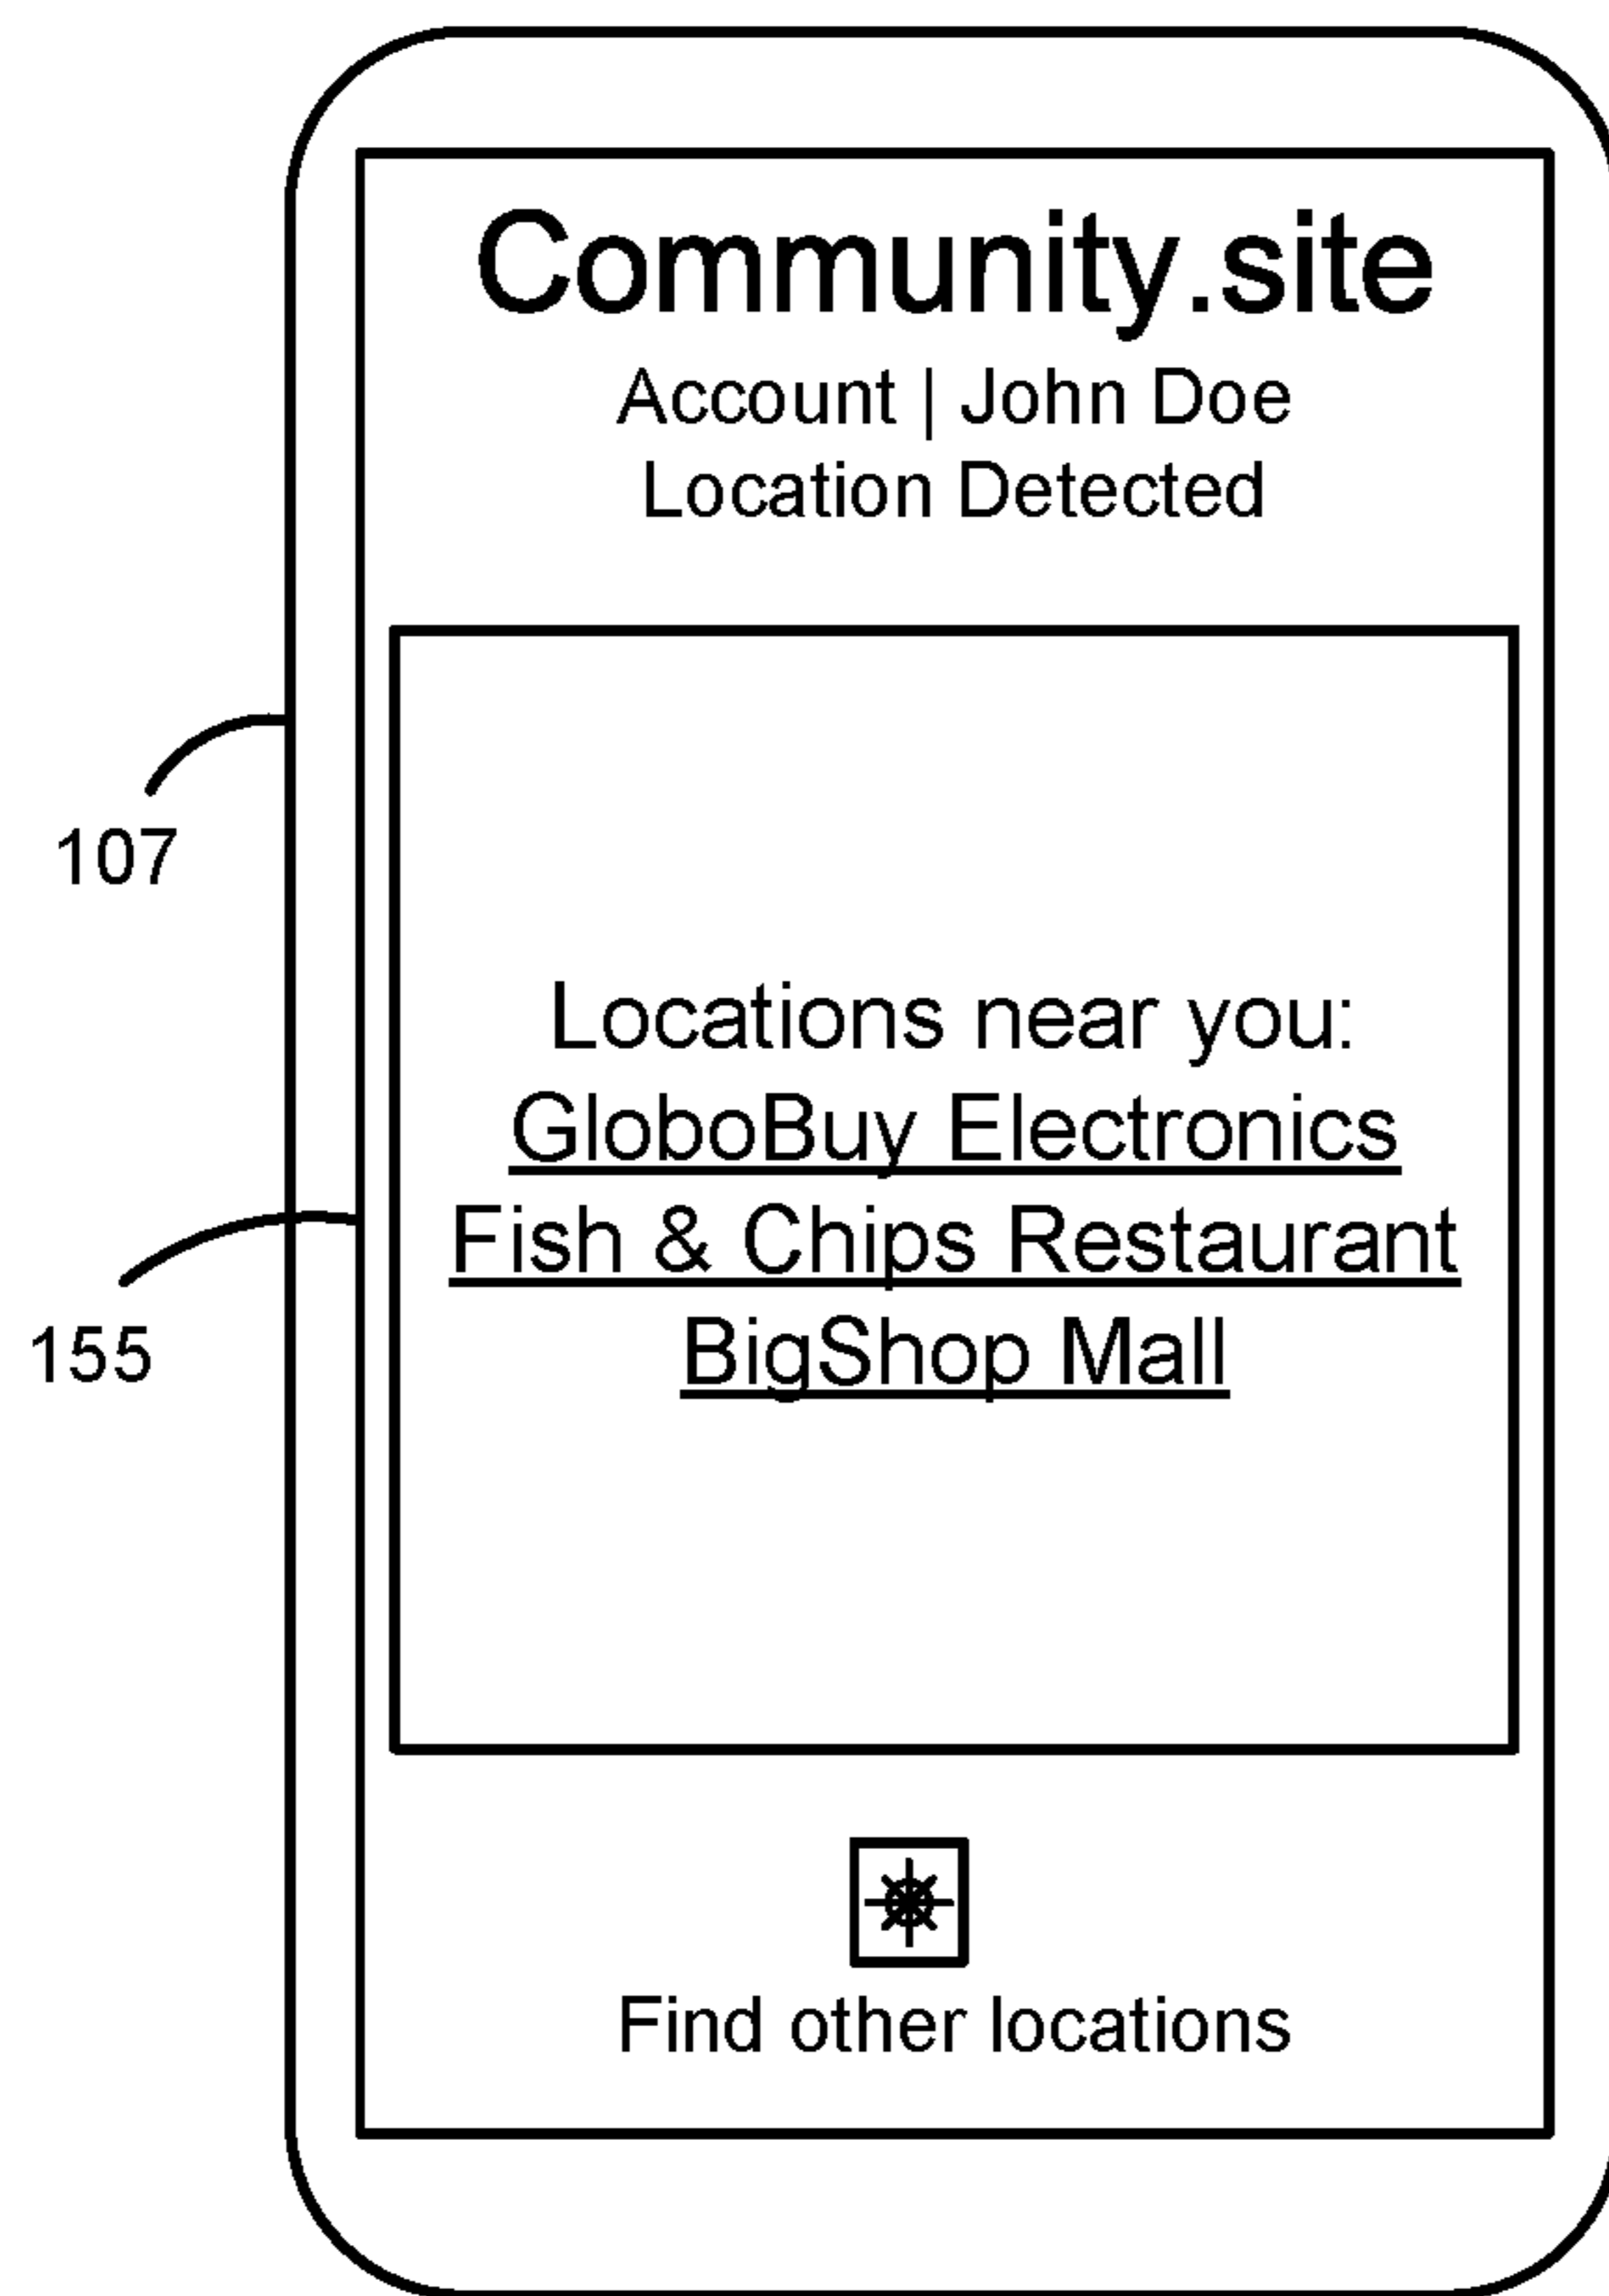 Community.site
Account | John Doe
Location Detected
107
Locations near you:
GloboBuy Electronics
Fish & Chips Restaurant
155
BigShop Mall
Find other locations